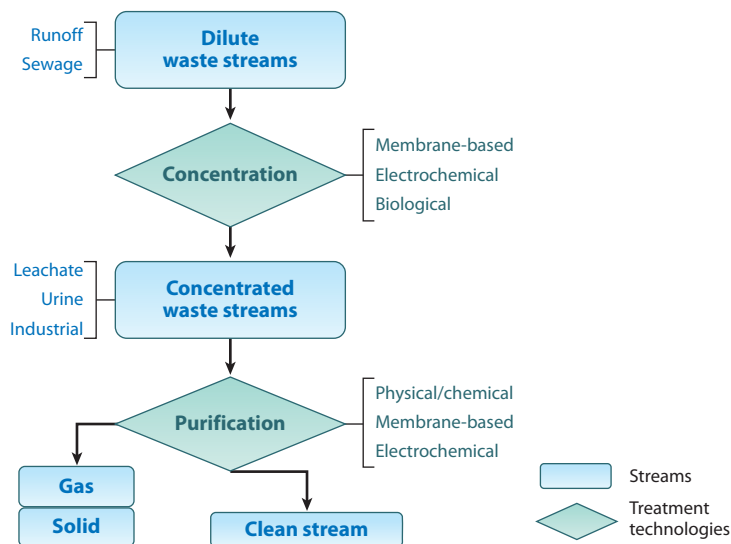 Runoff
Sewage
Dilute
waste streams
Concentration
Membrane-based
Electrochemical
Biological
Leachate
Urine
Industrial
Concentrated
waste streams
Purification
Physical/chemical
Membrane-based
Electrochemical
Gas
Solid
Clean stream
Streams
Treatment
technologies